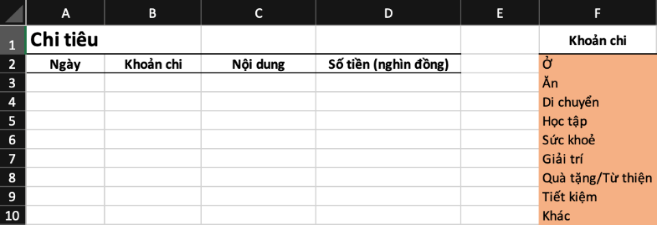 A B C D E F
1 Chi tiêu Khoản chi
2 Ngày Khoản chi Nội dung Số tiền (nghìn đồng) Ở
3 Ăn
4 Di chuyển
5 Học tập
6 Sức khoẻ
7 Giải trí
8 Quà tặng/Từ thiện
9 Tiết kiệm
10 Khác